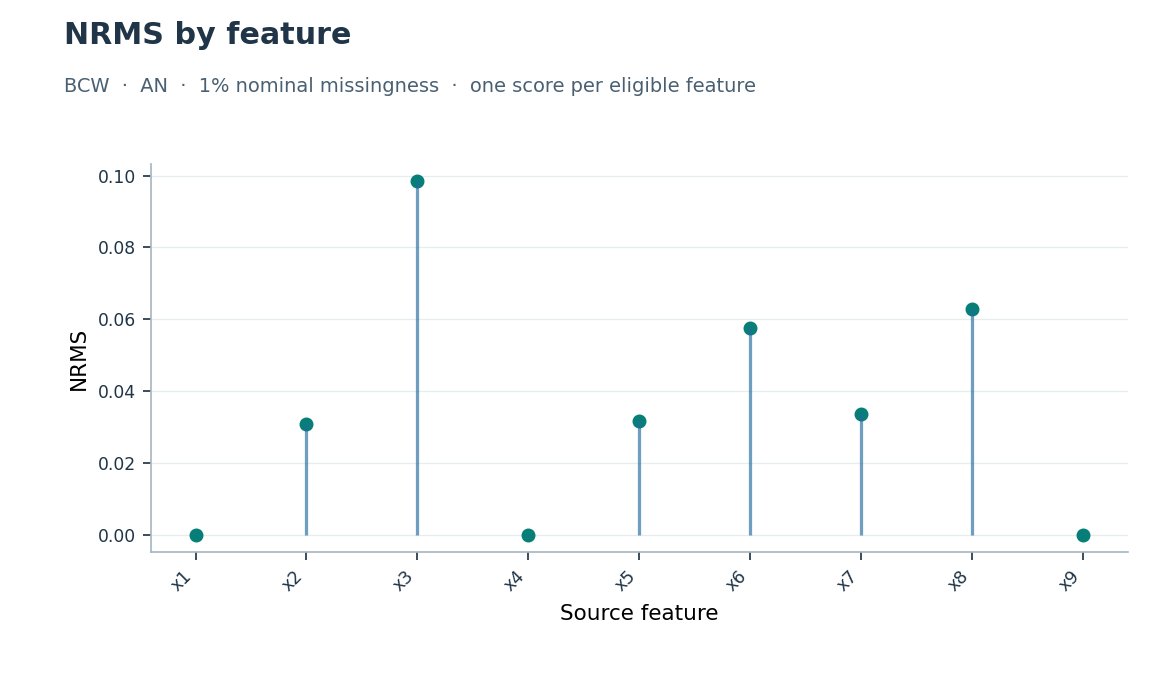 NRMS by feature
BCW · AN · 1% nominal missingness · one score per eligible feature
NRMS
0.10
0.08
0.06
0.04
0.02
0.00
x1 x2 x3 x4 x5 x6 x7 x8 x9
Source feature